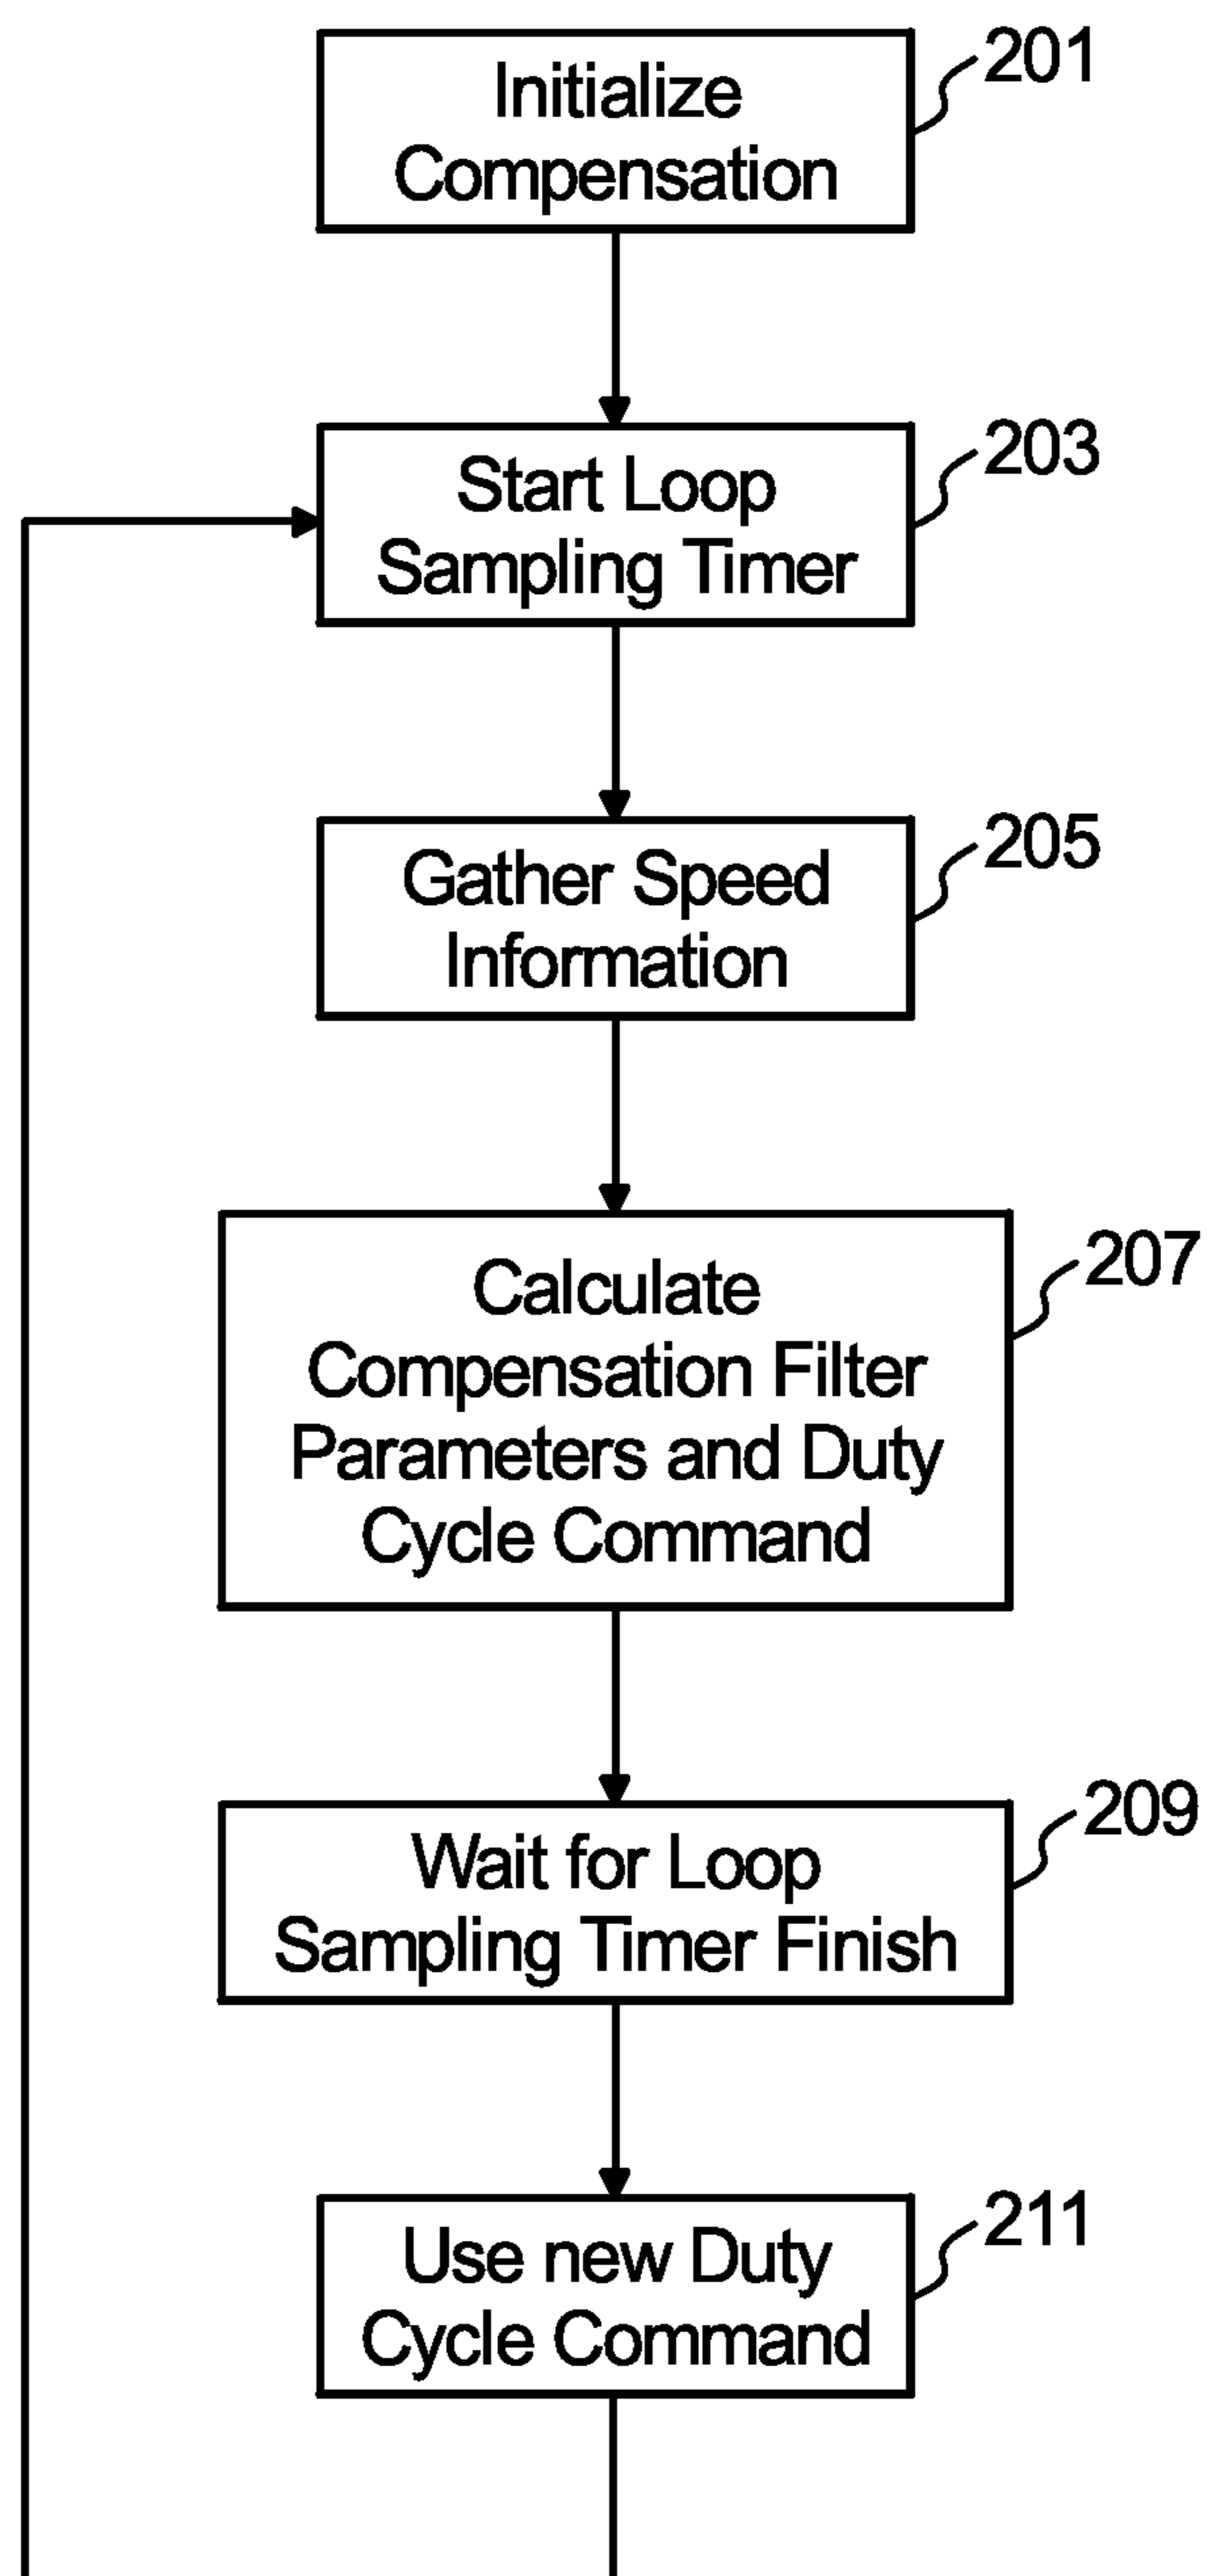 Initialize
Compensation
201
Start Loop
Sampling Timer
203
Gather Speed
Information
205
Calculate
Compensation Filter
Parameters and Duty
Cycle Command
207
Wait for Loop
Sampling Timer Finish
209
Use new Duty
Cycle Command
211